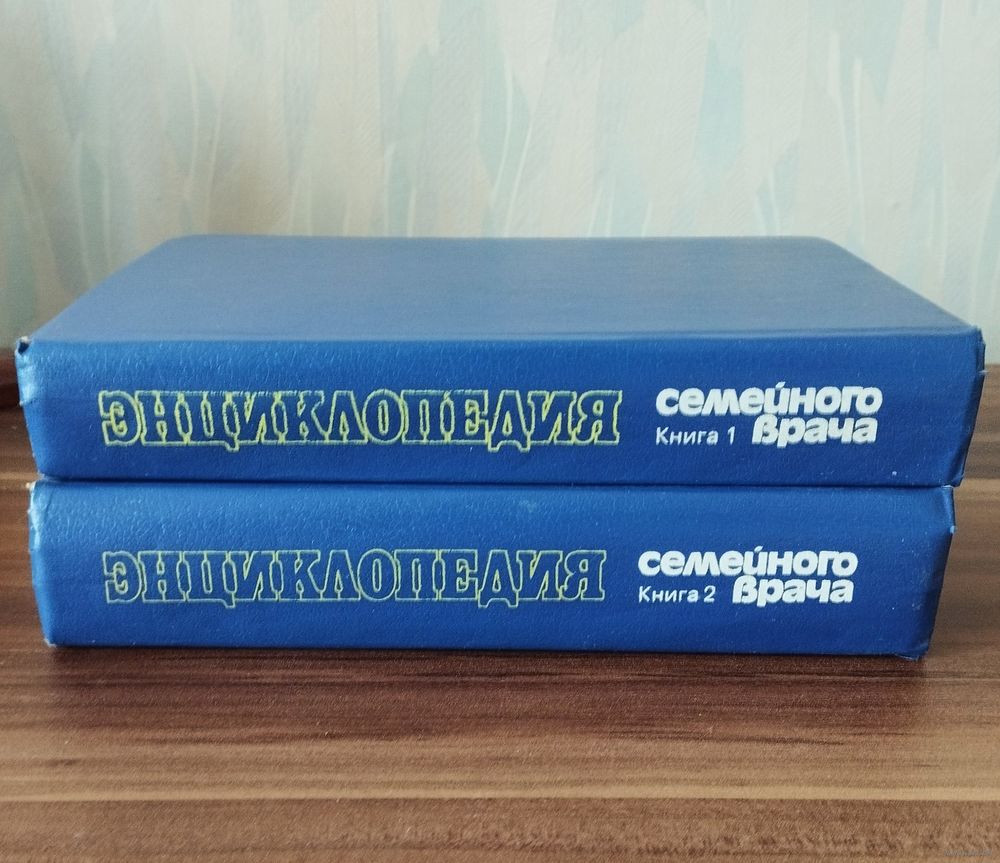 ЭНЦИКЛОПЕДИЯ семейного
Книга 1 врача
ЭНЦИКЛОПЕДИЯ семейного
Книга 2 врача